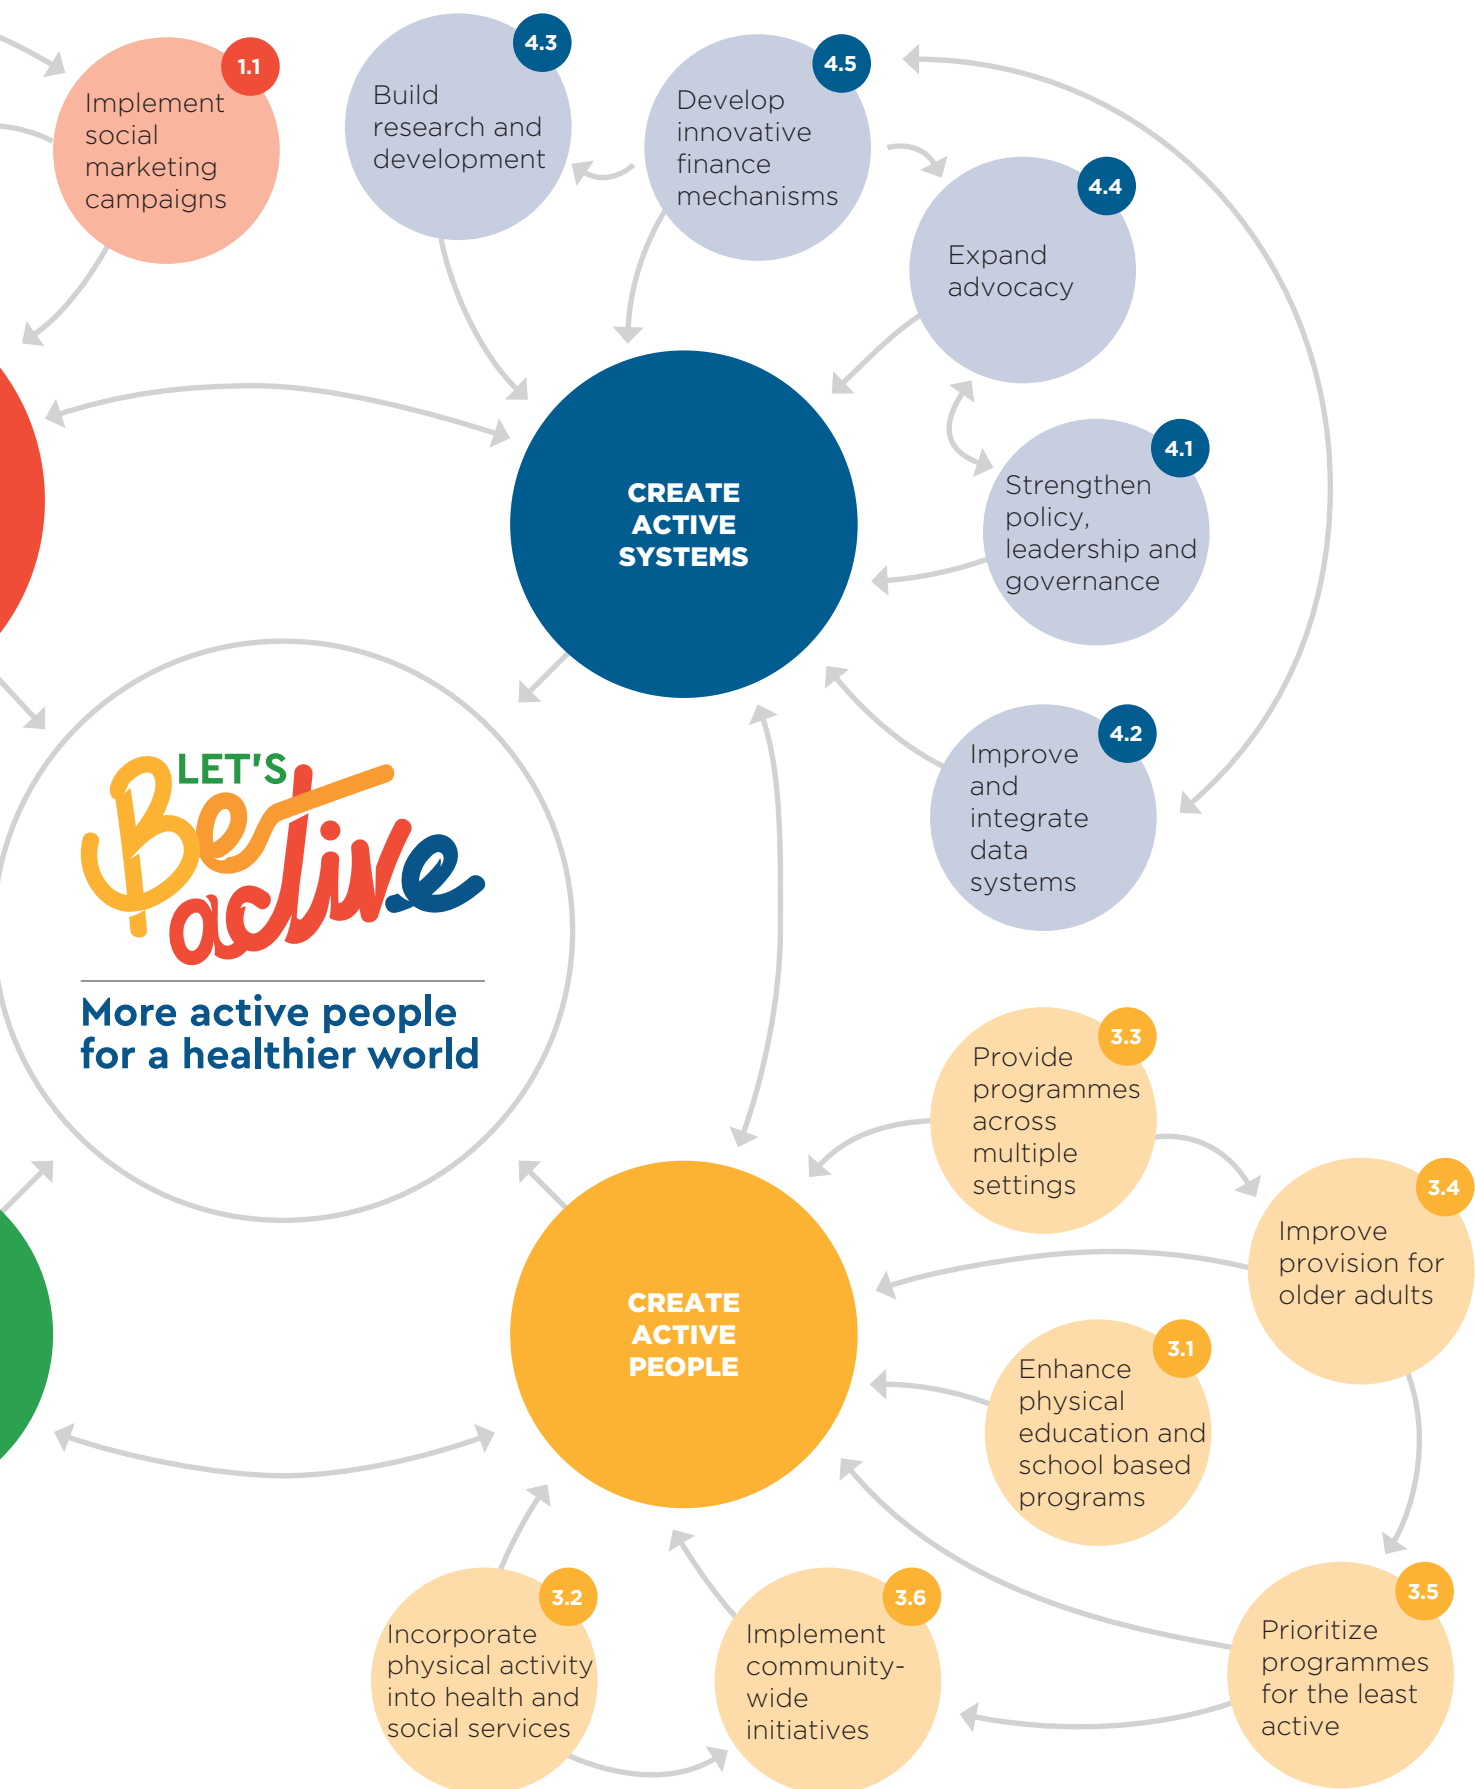 1.1
Implement
social
marketing
campaigns
4.3
Build
research and
development
4.5
Develop
innovative
finance
mechanisms
4.4
Expand
advocacy
4.1
Strengthen
policy,
leadership and
governance
4.2
Improve
and
integrate
data
systems
CREATE
ACTIVE
SYSTEMS
LET'S
Be
active
More active people
for a healthier world
3.3
Provide
programmes
across
multiple
settings
3.4
Improve
provision for
older adults
CREATE
ACTIVE
PEOPLE
3.1
Enhance
physical
education and
school based
programs
3.2
Incorporate
physical activity
into health and
social services
3.6
Implement
community-
wide
initiatives
3.5
Prioritize
programmes
for the least
active